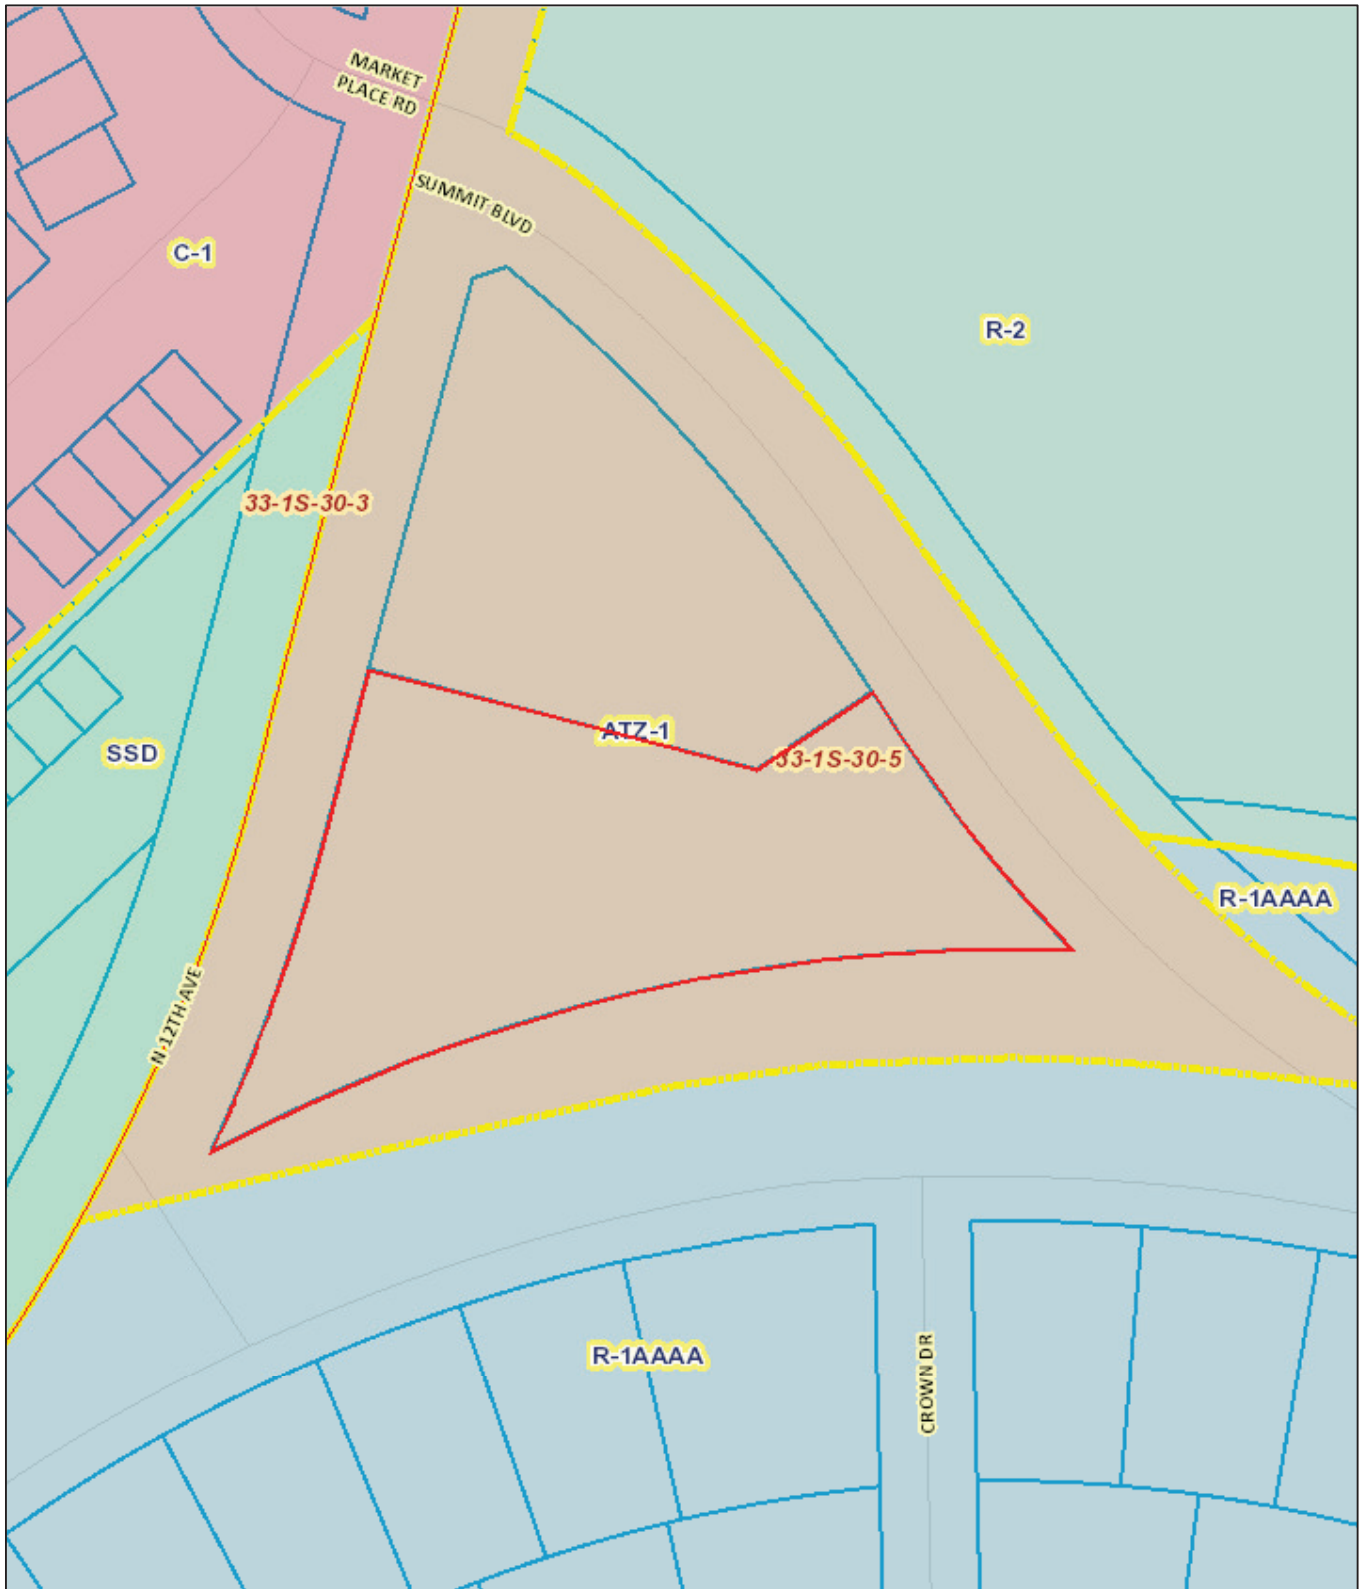 MARKET
PLACE RD
SUMMIT BLVD
C-1
R-2
33-1S-30-3
ATZ-1
SSD
33-1S-30-5
R-1AAAA
N 12TH AVE
R-1AAAA
CROWN DR